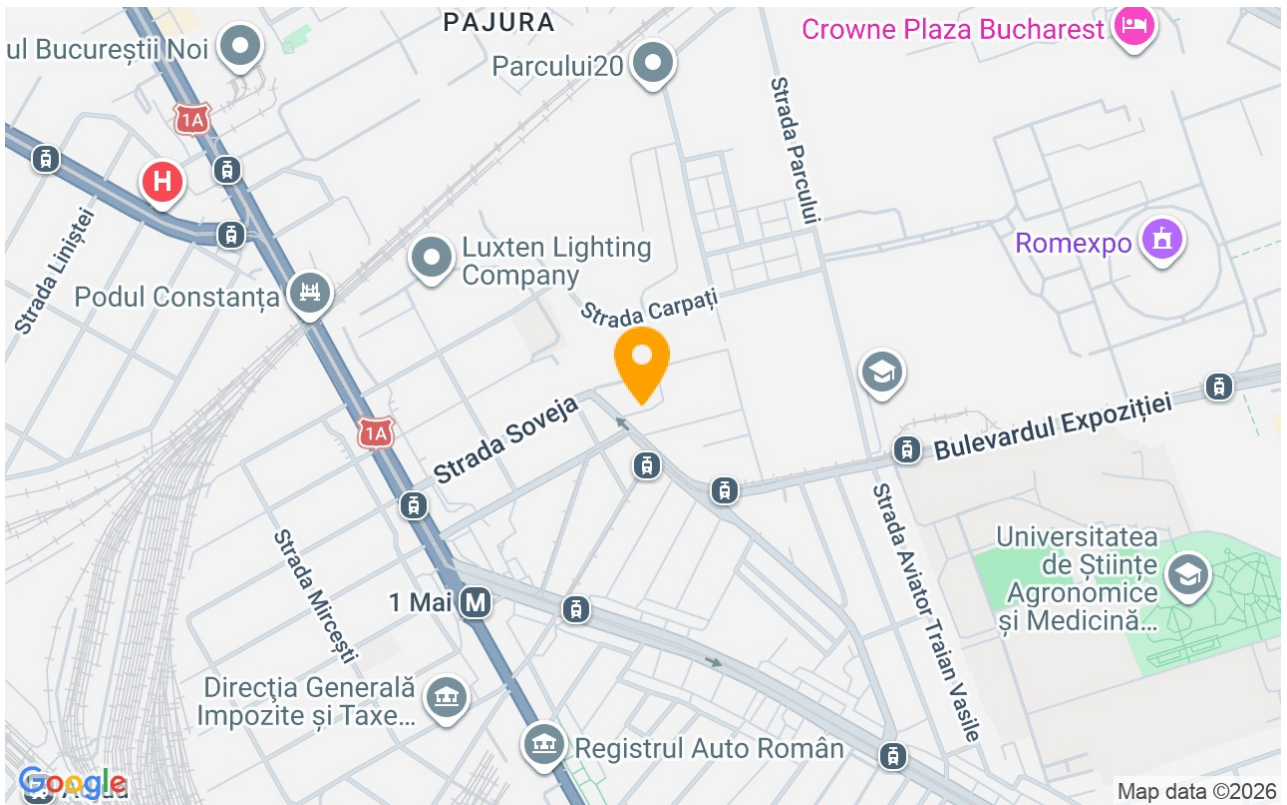 PAJURA
Crowne Plaza Bucharest
ul Bucureștii Noi
Parcului20
1A
Strada Parcului
H
Strada Liniștei
Romexpo
Luxten Lighting
Company
Podul Constanța
Strada Carpați
1A
Strada Soveja
Bulevardul Expoziției
Strada Mircești
Strada Aviator Traian Vasile
Universitatea
de Științe
Agronomice
și Medicină...
1 Mai
M
Direcţia Generală
Impozite și Taxe...
Registrul Auto Român
Google
Map data ©2026